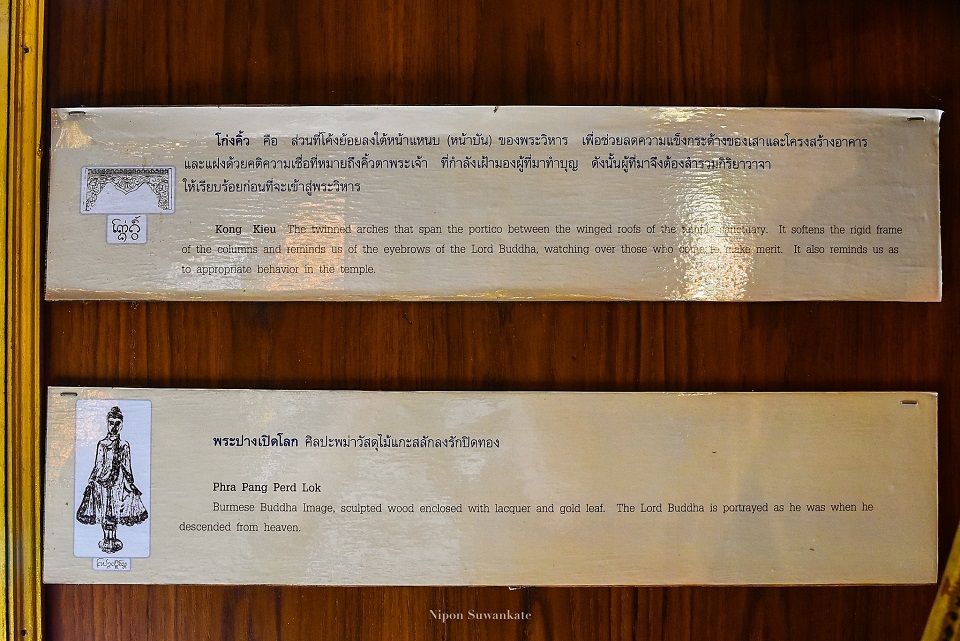 โก่งคิ้ว คือ ส่วนที่โค้งย้อยลงใต้หน้าแหนบ (หน้าบัน) ของพระวิหาร เพื่อช่วยลดความแข็งกระด้างของเสาและโครงสร้างอาคาร
และแฝงด้วยคติความเชื่อที่หมายถึงคิ้วตาพระเจ้า ที่กำลังเฝ้ามองผู้ที่มาทำบุญ ดังนั้นผู้ที่มาจึงต้องสำรวมกิริยาวาจา
ให้เรียบร้อยก่อนที่จะเข้าสู่พระวิหาร
Kong Kieu The twinned arches that span the portico between the winged roofs of the temple sanctuary. It softens the rigid frame
of the columns and reminds us of the eyebrows of the Lord Buddha, watching over those who come to make merit. It also reminds us as
to appropriate behavior in the temple.
พระปางเปิดโลก ศิลปะพม่าวัสดุไม้แกะสลักลงรักปิดทอง
Phra Pang Perd Lok
Burmese Buddha Image, sculpted wood enclosed with lacquer and gold leaf. The Lord Buddha is portrayed as he was when he
descended from heaven.
Nipon Suwankate